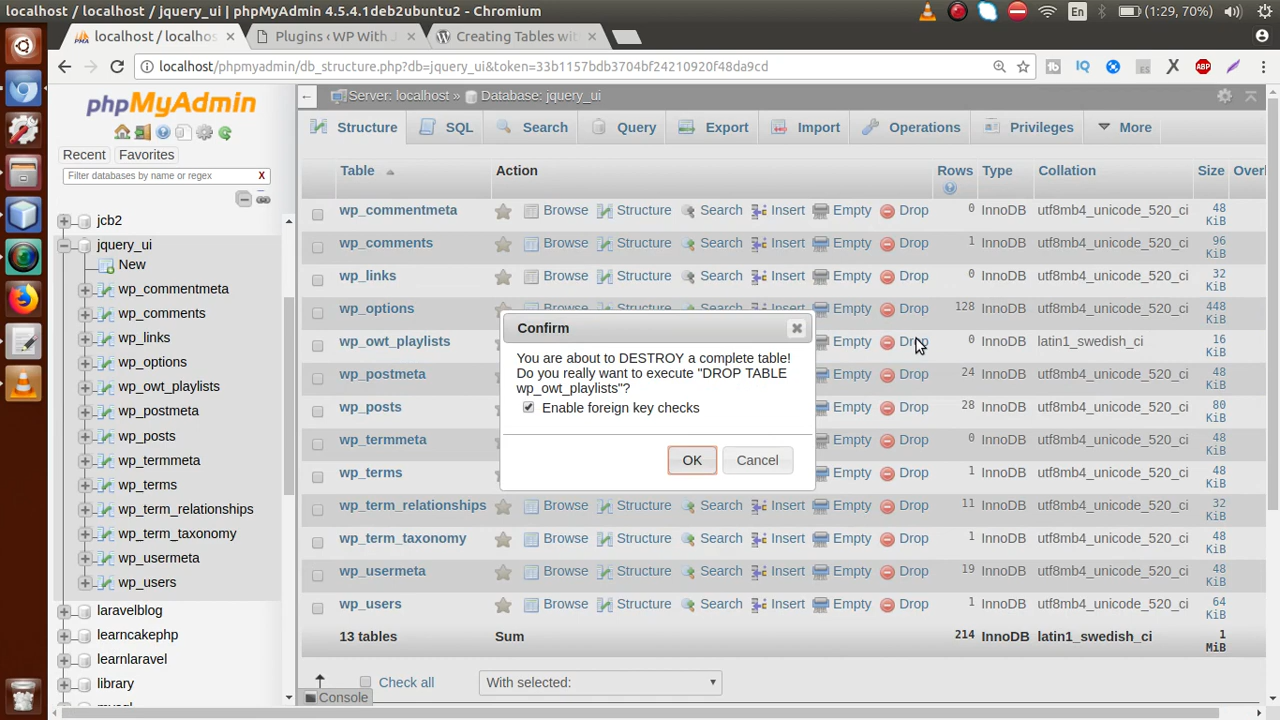 localhost / localhost / jquery_ui | phpMyAdmin 4.5.4.1deb2ubuntu2 - Chromium
En
(1:29, 70%)
localhost / localhos
Plugins ‹ WP With J
Creating Tables wit
localhost/phpmyadmin/db_structure.php?db=jquery_ui&token=33b1157bdb3704bf24210920f48da9cd
IQ
ABP
phpMyAdmin
Recent
Favorites
Filter databases by name or regex
X
jcb2
jquery_ui
New
wp_commentmeta
wp_comments
wp_links
wp_options
wp_owt_playlists
wp_postmeta
wp_posts
wp_termmeta
wp_terms
wp_term_relationships
wp_term_taxonomy
wp_usermeta
wp_users
laravelblog
learncakephp
learnlaravel
library
Server: localhost » Database: jquery_ui
Structure SQL Search Query Export Import Operations Privileges More
Table Action Rows Type Collation Size Over
wp_commentmeta Browse Structure Search Insert Empty Drop 0 InnoDB utf8mb4_unicode_520_ci 48 KiB
wp_comments Browse Structure Search Insert Empty Drop 1 InnoDB utf8mb4_unicode_520_ci 96 KiB
wp_links Browse Structure Search Insert Empty Drop 0 InnoDB utf8mb4_unicode_520_ci 32 KiB
wp_options Browse Structure Search Insert Empty Drop 128 InnoDB utf8mb4_unicode_520_ci 448 KiB
wp_owt_playlists Empty Drop 0 InnoDB latin1_swedish_ci 16 KiB
wp_postmeta Empty Drop 24 InnoDB utf8mb4_unicode_520_ci 48 KiB
wp_posts Empty Drop 28 InnoDB utf8mb4_unicode_520_ci 80 KiB
wp_termmeta Empty Drop 0 InnoDB utf8mb4_unicode_520_ci 48 KiB
wp_terms Empty Drop 1 InnoDB utf8mb4_unicode_520_ci 48 KiB
wp_term_relationships Browse Structure Search Insert Empty Drop 11 InnoDB utf8mb4_unicode_520_ci 32 KiB
wp_term_taxonomy Browse Structure Search Insert Empty Drop 1 InnoDB utf8mb4_unicode_520_ci 48 KiB
wp_usermeta Browse Structure Search Insert Empty Drop 19 InnoDB utf8mb4_unicode_520_ci 48 KiB
wp_users Browse Structure Search Insert Empty Drop 1 InnoDB utf8mb4_unicode_520_ci 64 KiB
13 tables Sum 214 InnoDB latin1_swedish_ci 1 MiB
Check all
With selected:
Console
Confirm
You are about to DESTROY a complete table!
Do you really want to execute "DROP TABLE
wp_owt_playlists"?
Enable foreign key checks
OK Cancel